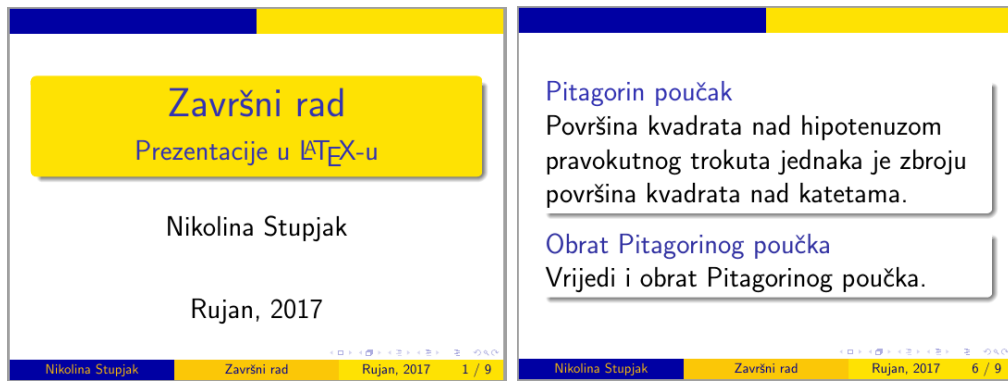 Završni rad
Prezentacije u LATEX-u
Nikolina Stupjak
Rujan, 2017
Nikolina Stupjak Završni rad Rujan, 2017 1 / 9
Pitagorin poučak
Površina kvadrata nad hipotenuzom
pravokutnog trokuta jednaka je zbroju
površina kvadrata nad katetama.
Obrat Pitagorinog poučka
Vrijedi i obrat Pitagorinog poučka.
Nikolina Stupjak Završni rad Rujan, 2017 6 / 9